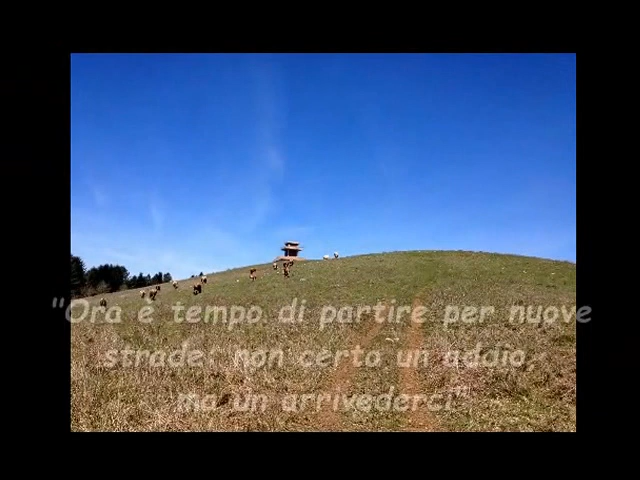 "Ora è tempo di partire per nuove
strade: non certo un addio
ma un arrivederci"